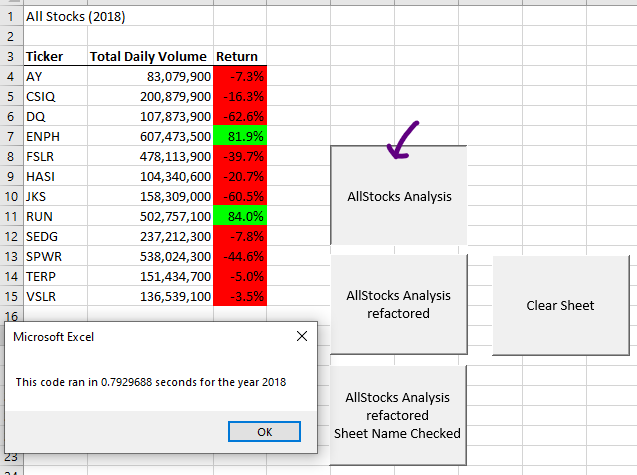 1 All Stocks (2018)
2
3 Ticker Total Daily Volume Return
4 AY 83,079,900 -7.3%
5 CSIQ 200,879,900 -16.3%
6 DQ 107,873,900 -62.6%
7 ENPH 607,473,500 81.9%
8 FSLR 478,113,900 -39.7%
9 HASI 104,340,600 -20.7%
10 JKS 158,309,000 -60.5%
11 RUN 502,757,100 84.0%
12 SEDG 237,212,300 -7.8%
13 SPWR 538,024,300 -44.6%
14 TERP 151,434,700 -5.0%
15 VSLR 136,539,100 -3.5%
16
23
AllStocks Analysis
AllStocks Analysis
refactored
Clear Sheet
AllStocks Analysis
refactored
Sheet Name Checked
Microsoft Excel
This code ran in 0.7929688 seconds for the year 2018
OK